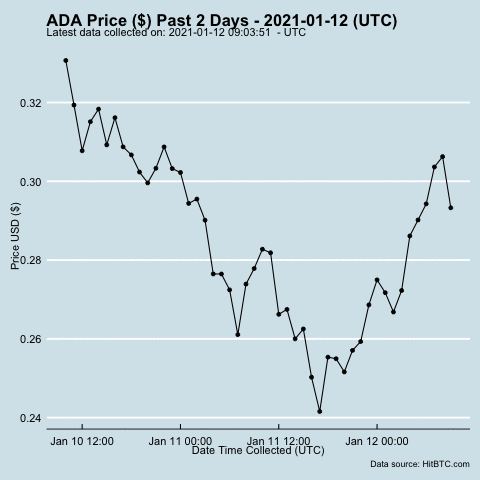 ADA Price ($) Past 2 Days - 2021-01-12 (UTC)
Latest data collected on: 2021-01-12 09:03:51  - UTC
Price USD ($)
0.32
0.30
0.28
0.26
0.24
Jan 10 12:00 Jan 11 00:00 Jan 11 12:00 Jan 12 00:00
Date Time Collected (UTC)
Data source: HitBTC.com